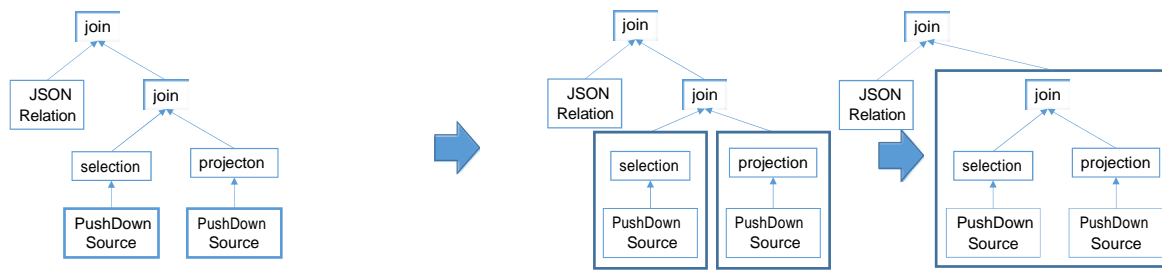 join
JSON
Relation
join
selection
projecton
PushDown
Source
PushDown
Source
join
JSON
Relation
join
selection
projection
PushDown
Source
PushDown
Source
join
JSON
Relation
join
selection
projection
PushDown
Source
PushDown
Source